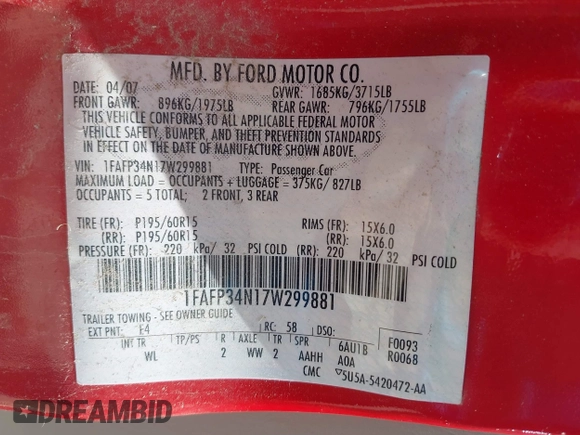 MFD. BY FORD MOTOR CO.
DATE: 04/07 GVWR: 1685KG/3715LB
FRONT GAWR: 896KG/1975LB REAR GAWR: 796KG/1755LB
THIS VEHICLE CONFORMS TO ALL APPLICABLE FEDERAL MOTOR
VEHICLE SAFETY, BUMPER, AND THEFT PREVENTION STANDARDS
IN EFFECT ON THE DATE OF MANUFACTURE SHOWN ABOVE.
VIN: 1FAFP34N17W299881 TYPE: Passenger Car
MAXIMUM LOAD = OCCUPANTS + LUGGAGE = 375KG/ 827LB
OCCUPANTS = 5 TOTAL: 2 FRONT, 3 REAR
TIRE (FR): P195/60R15 RIMS (FR): 15X6.0
(RR): P195/60R15 (RR): 15X6.0
PRESSURE (FR): 220 kPa/ 32 PSI COLD (RR): 220 kPa/ 32 PSI COLD
1FAFP34N17W299881
TRAILER TOWING - SEE OWNER GUIDE
EXT PNT: E4 RC: 58 DSO: F0093
INT TR TP/PS R AXLE TR SPR 6AU1B R0068
WL 2 WW 2 AAHH A0A
CMC ▽5U5A-5420472-AA
DREAMBID